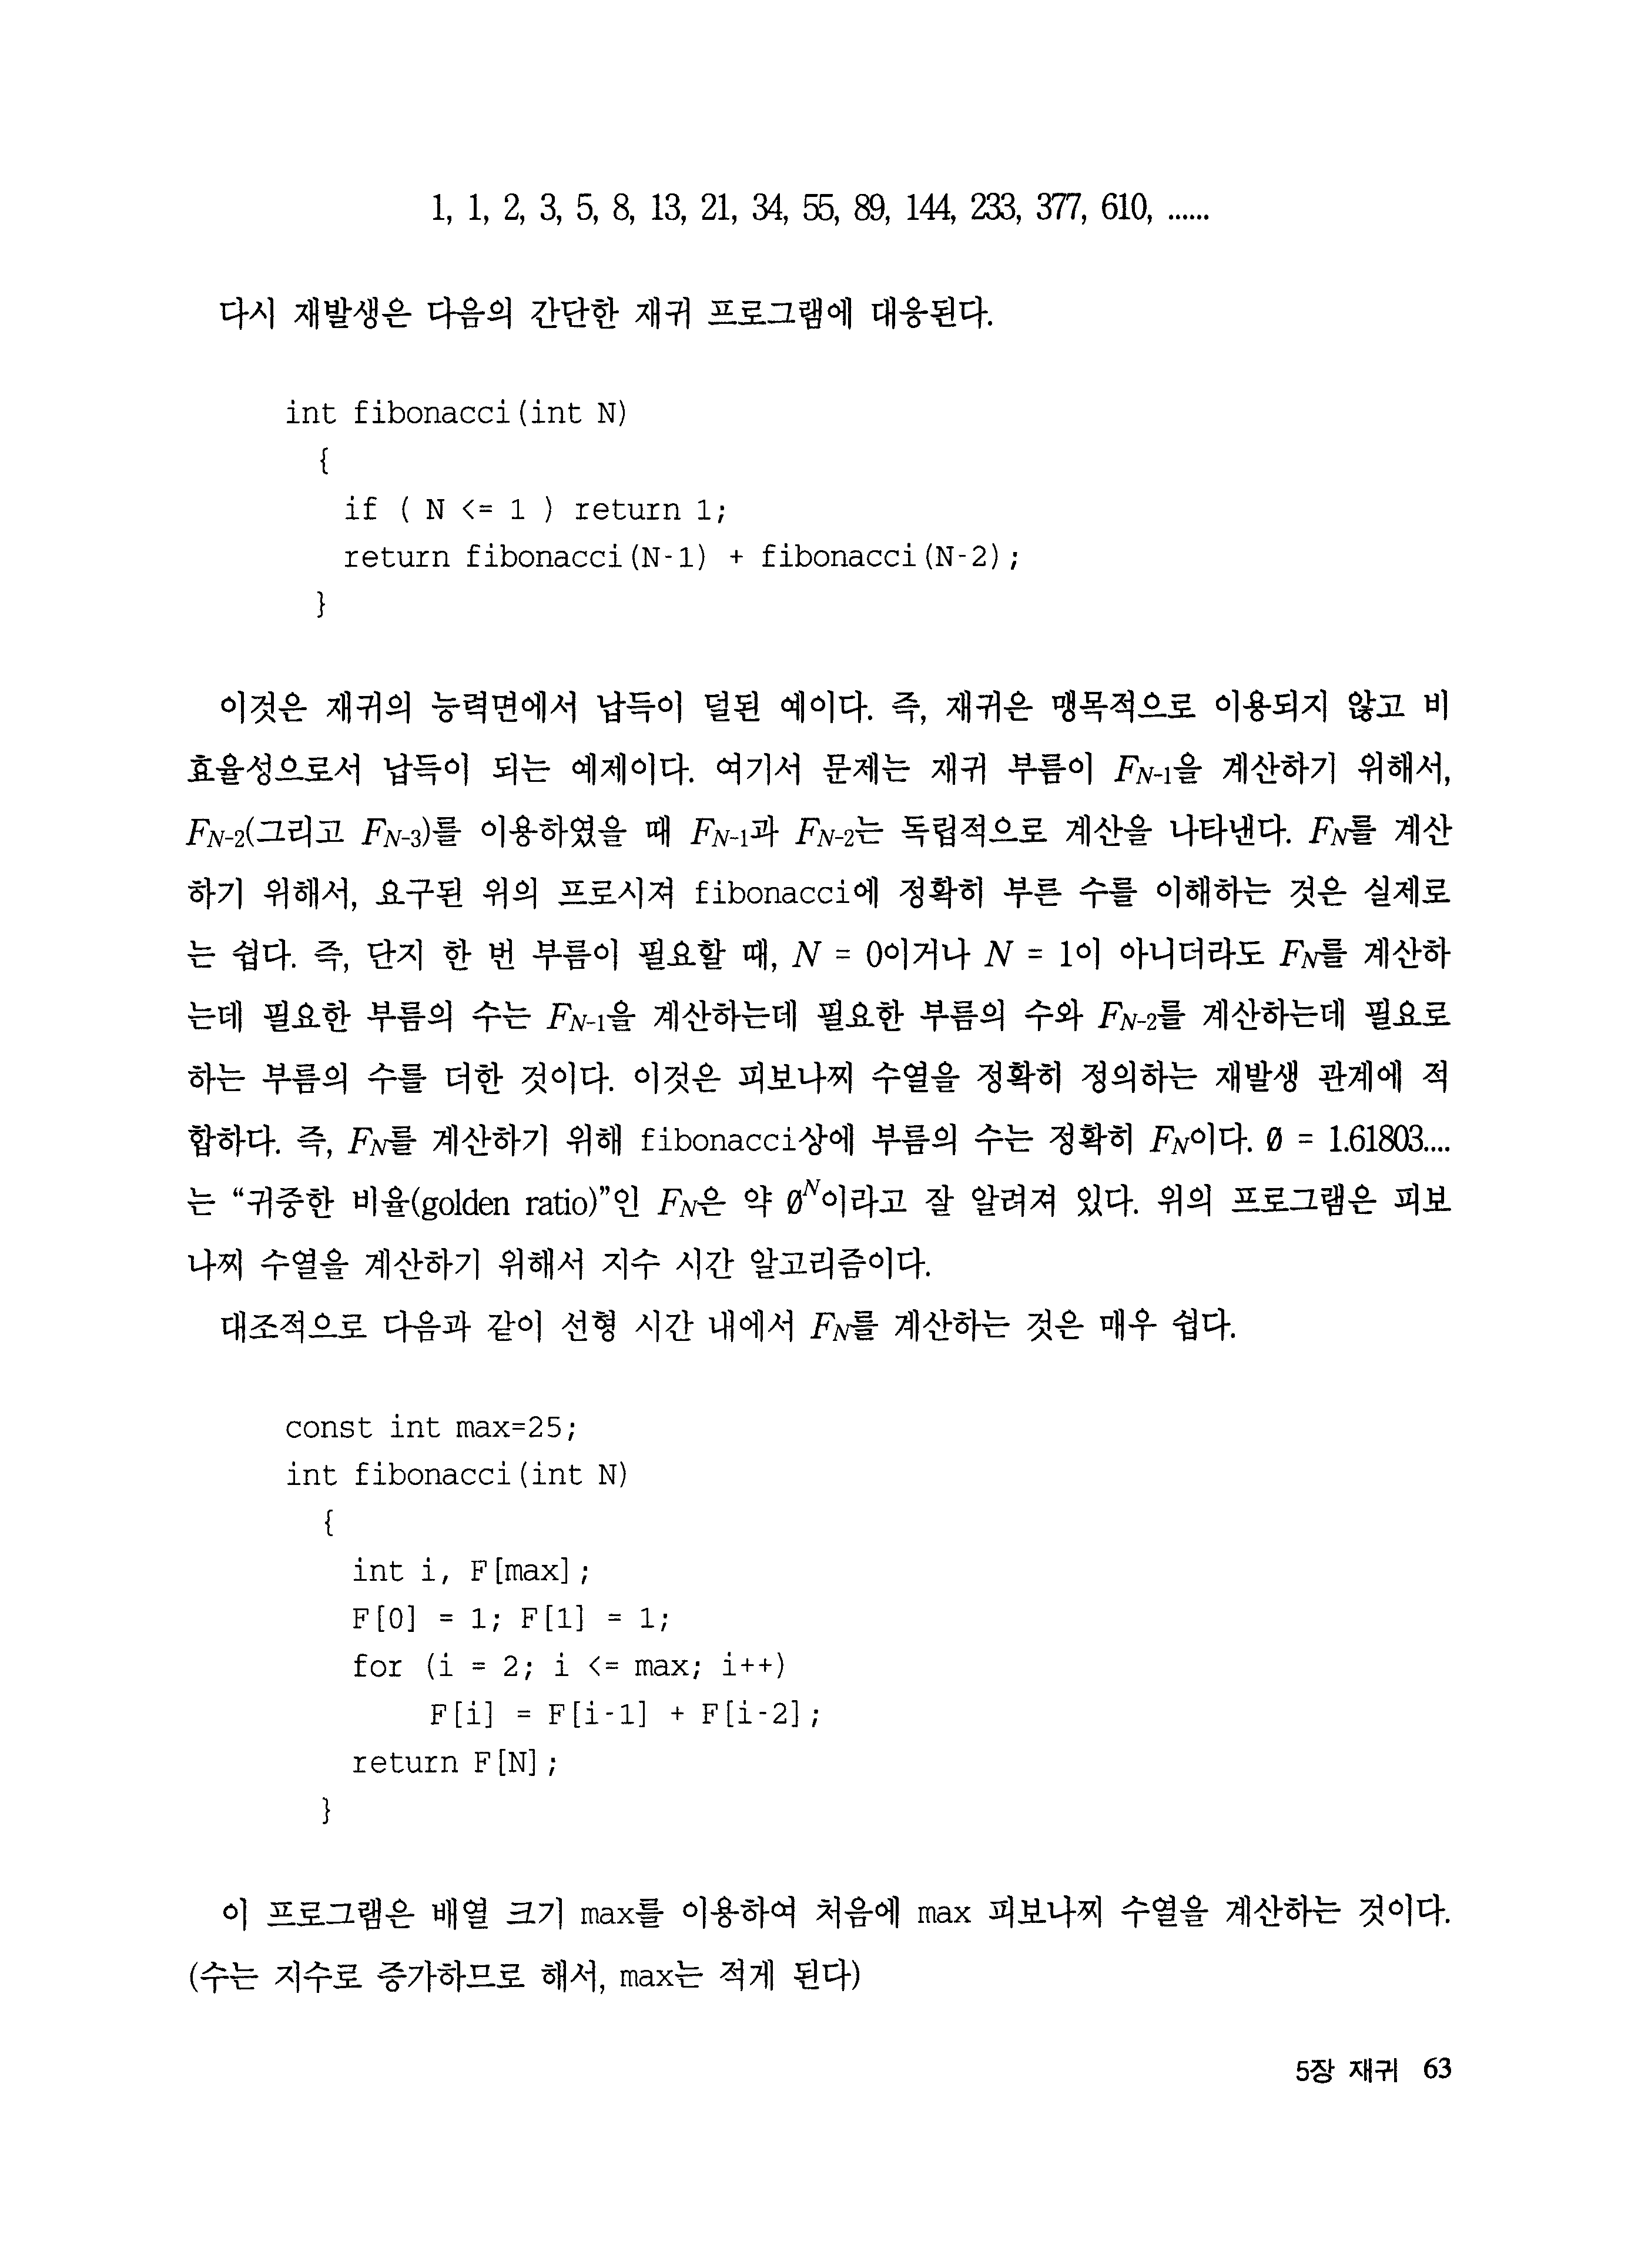 1, 1, 2, 3, 5, 8, 13, 21, 34, 55, 89, 144, 233, 377, 610, ......
다시 재발생은 다음의 간단한 재귀 프로그램에 대응된다.
int fibonacci(int N)
{
if ( N <= 1 ) return 1;
return fibonacci(N-1) + fibonacci(N-2);
}
이것은 재귀의 능력면에서 납득이 덜된 예이다. 즉, 재귀은 맹목적으로 이용되지 않고 비
효율성으로서 납득이 되는 예제이다. 여기서 문제는 재귀 부름이 FN-1을 계산하기 위해서,
FN-2(그리고 FN-3)를 이용하였을 때 FN-1과 FN-2는 독립적으로 계산을 나타낸다. FN를 계산
하기 위해서, 요구된 위의 프로시져 fibonacci에 정확히 부른 수를 이해하는 것은 실제로
는 쉽다. 즉, 단지 한 번 부름이 필요할 때, N = 0이거나 N = 1이 아니더라도 FN를 계산하
는데 필요한 부름의 수는 FN-1을 계산하는데 필요한 부름의 수와 FN-2를 계산하는데 필요로
하는 부름의 수를 더한 것이다. 이것은 피보나찌 수열을 정확히 정의하는 재발생 관계에 적
합하다. 즉, FN를 계산하기 위해 fibonacci상에 부름의 수는 정확히 FN이다. ø = 1.61803....
는 “귀중한 비율(golden ratio)”인 FN은 약 øN이라고 잘 알려져 있다. 위의 프로그램은 피보
나찌 수열을 계산하기 위해서 지수 시간 알고리즘이다.
대조적으로 다음과 같이 선형 시간 내에서 FN를 계산하는 것은 매우 쉽다.
const int max=25;
int fibonacci(int N)
{
int i, F[max];
F[0] = 1; F[1] = 1;
for (i = 2; i <= max; i++)
F[i] = F[i-1] + F[i-2];
return F[N];
}
이 프로그램은 배열 크기 max를 이용하여 처음에 max 피보나찌 수열을 계산하는 것이다.
(수는 지수로 증가하므로 해서, max는 적게 된다)
5장 재귀 63